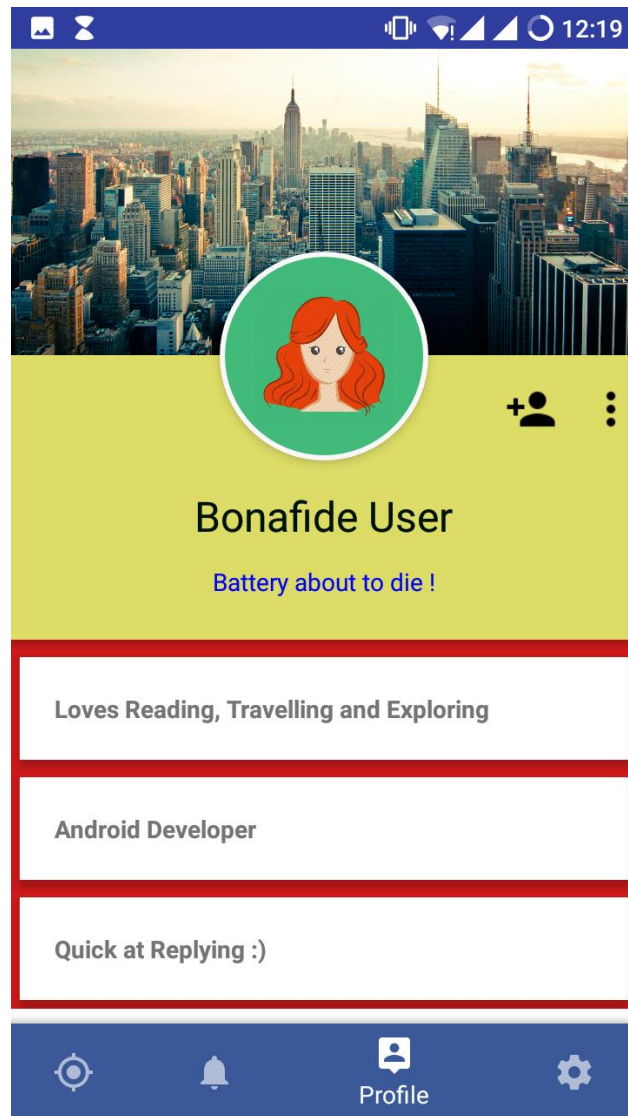 12:19
Bonafide User
Battery about to die !
Loves Reading, Travelling and Exploring
Android Developer
Quick at Replying :)
Profile